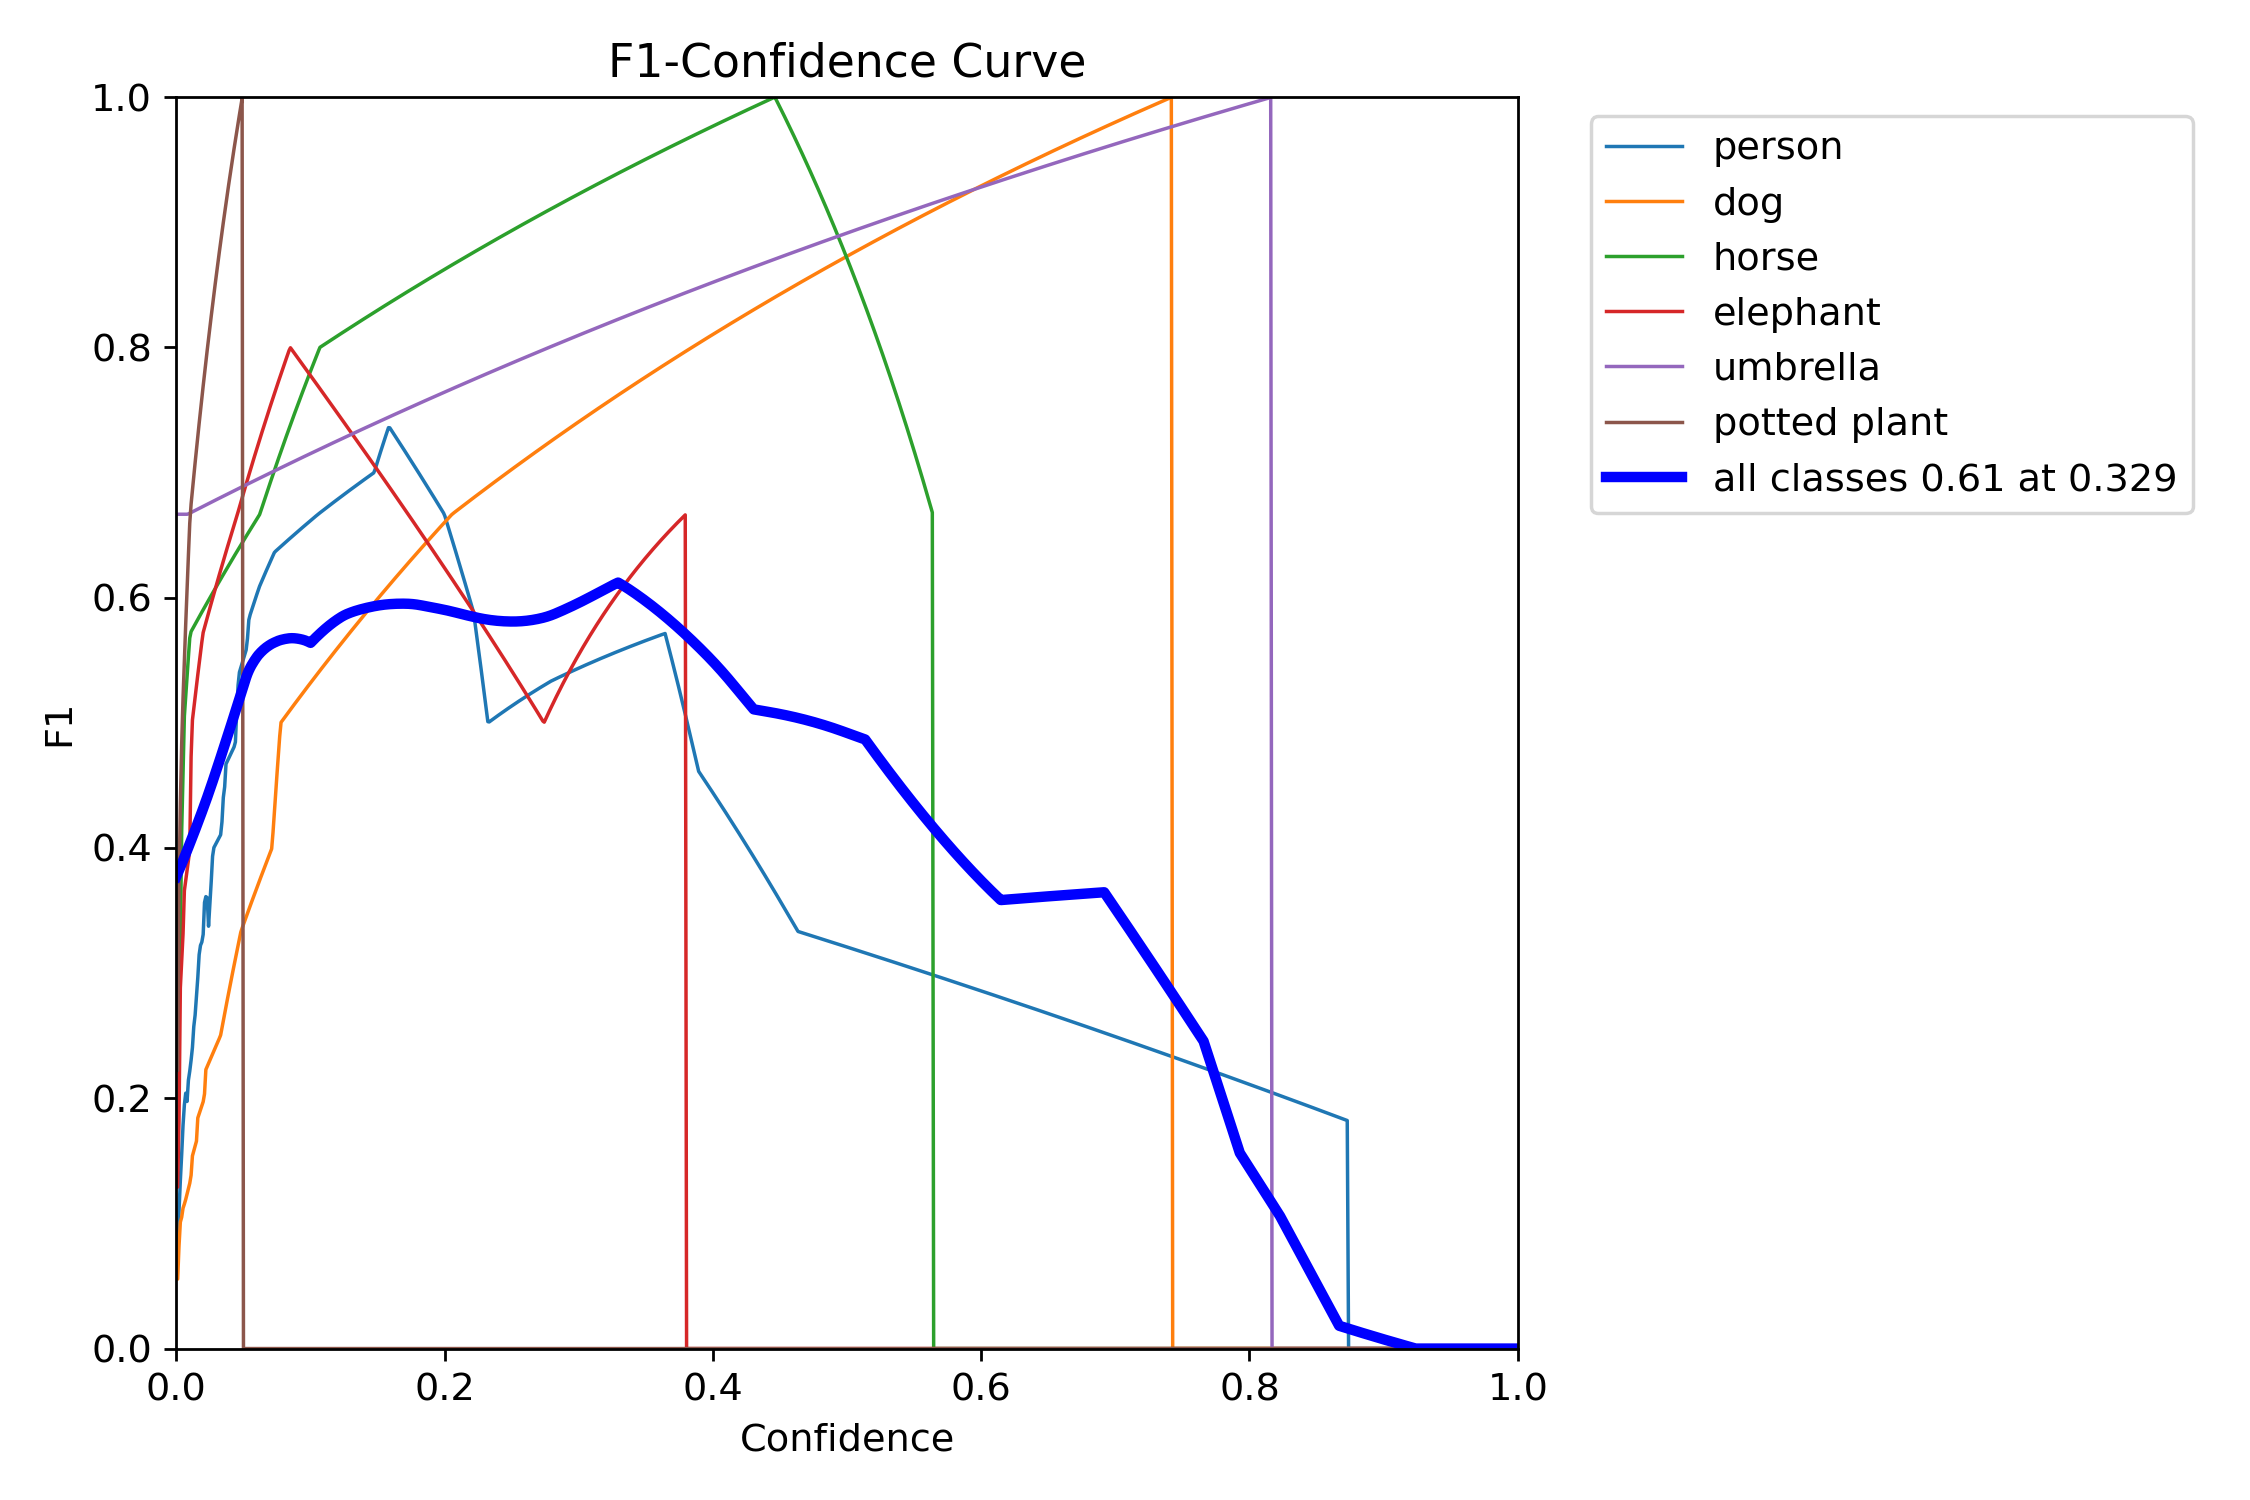 F1-Confidence Curve
1.0
0.8
0.6
0.4
0.2
0.0
F1
0.0 0.2 0.4 0.6 0.8 1.0
Confidence
person
dog
horse
elephant
umbrella
potted plant
all classes 0.61 at 0.329